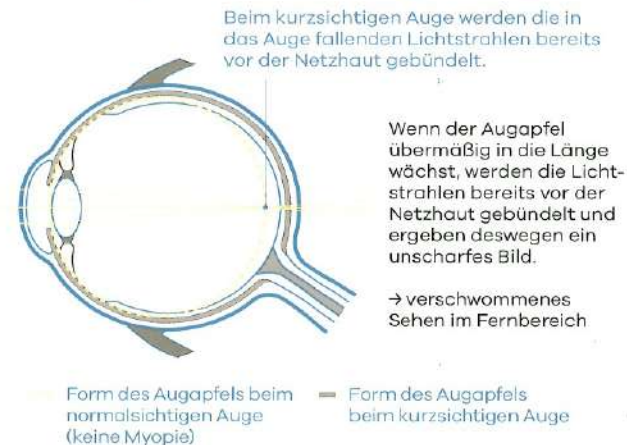 Beim kurzsichtigen Auge werden die in
das Auge fallenden Lichtstrahlen bereits
vor der Netzhaut gebündelt.
Wenn der Augapfel
übermäßig in die Länge
wächst, werden die Licht-
strahlen bereits vor der
Netzhaut gebündelt und
ergeben deswegen ein
unscharfes Bild.
→ verschwommenes
Sehen im Fernbereich
Form des Augapfels beim
normalsichtigen Auge
(keine Myopie)
Form des Augapfels
beim kurzsichtigen Auge